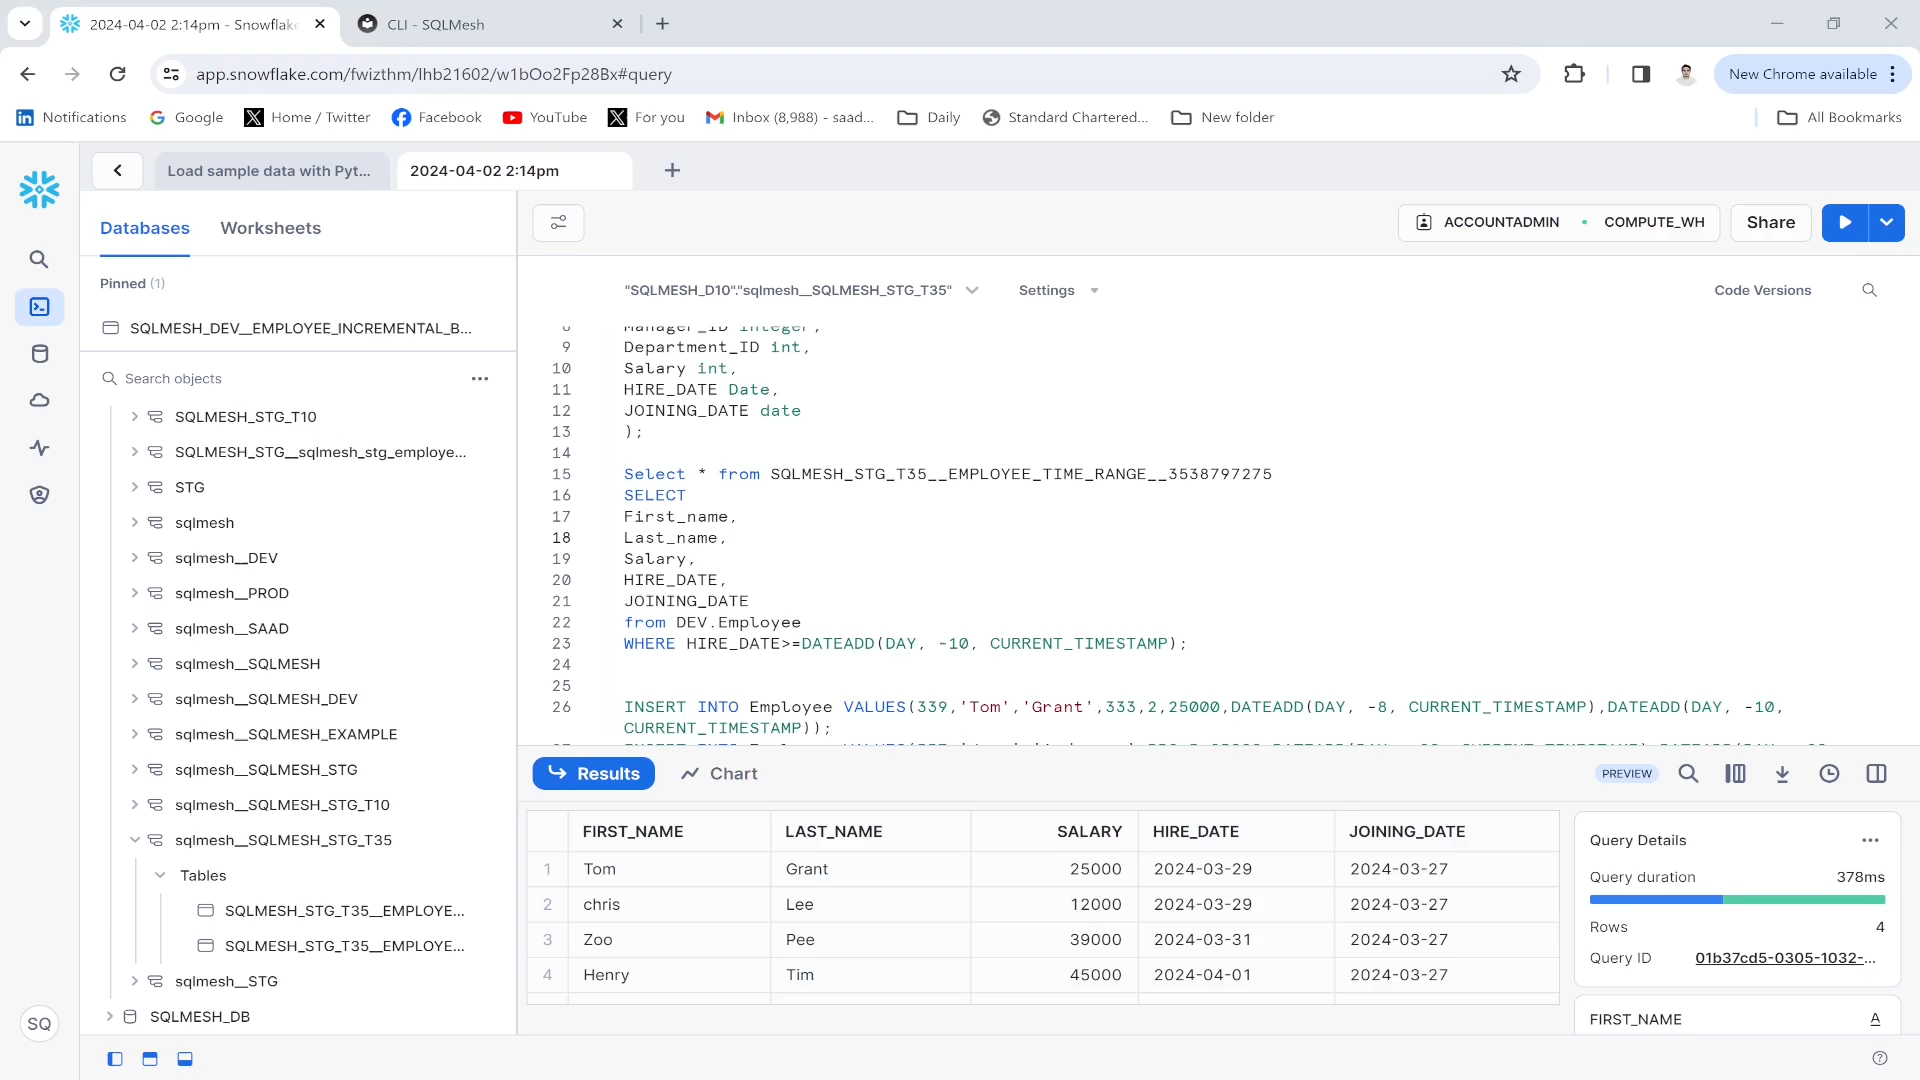 2024-04-02 2:14pm - Snowflake
CLI - SQLMesh
app.snowflake.com/fwizthm/lhb21602/w1bOo2Fp28Bx#query
New Chrome available
Notifications
Google
Home / Twitter
Facebook
YouTube
For you
Inbox (8,988) - saad...
Daily
Standard Chartered...
New folder
All Bookmarks
Load sample data with Pyt...
2024-04-02 2:14pm
Databases
Worksheets
ACCOUNTADMIN
COMPUTE_WH
Share
Pinned (1)
SQLMESH_DEV__EMPLOYEE_INCREMENTAL_B...
Search objects
SQLMESH_STG_T10
SQLMESH_STG__sqlmesh_stg_employe...
STG
sqlmesh
sqlmesh__DEV
sqlmesh__PROD
sqlmesh__SAAD
sqlmesh__SQLMESH
sqlmesh__SQLMESH_DEV
sqlmesh__SQLMESH_EXAMPLE
sqlmesh__SQLMESH_STG
sqlmesh__SQLMESH_STG_T10
sqlmesh__SQLMESH_STG_T35
Tables
SQLMESH_STG_T35__EMPLOYE...
SQLMESH_STG_T35__EMPLOYE...
sqlmesh__STG
SQLMESH_DB
SQ
"SQLMESH_D10"."sqlmesh__SQLMESH_STG_T35"
Settings
Code Versions
8 Manager_ID integer,
9 Department_ID int,
10 Salary int,
11 HIRE_DATE Date,
12 JOINING_DATE date
13 );
14
15 Select * from SQLMESH_STG_T35__EMPLOYEE_TIME_RANGE__3538797275
16 SELECT
17 First_name,
18 Last_name,
19 Salary,
20 HIRE_DATE,
21 JOINING_DATE
22 from DEV.Employee
23 WHERE HIRE_DATE>=DATEADD(DAY, -10, CURRENT_TIMESTAMP);
24
25
26 INSERT INTO Employee VALUES(339,'Tom','Grant',333,2,25000,DATEADD(DAY, -8, CURRENT_TIMESTAMP),DATEADD(DAY, -10,
CURRENT_TIMESTAMP));
Results
Chart
PREVIEW
FIRST_NAME LAST_NAME SALARY HIRE_DATE JOINING_DATE
1 Tom Grant 25000 2024-03-29 2024-03-27
2 chris Lee 12000 2024-03-29 2024-03-27
3 Zoo Pee 39000 2024-03-31 2024-03-27
4 Henry Tim 45000 2024-04-01 2024-03-27
Query Details
Query duration 378ms
Rows 4
Query ID 01b37cd5-0305-1032-...
FIRST_NAME A